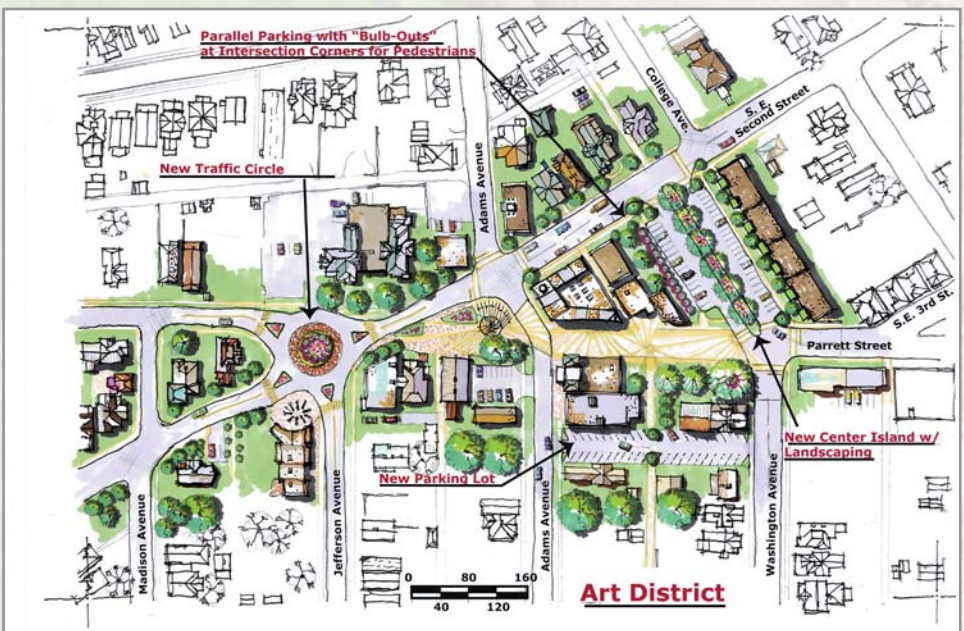 Parallel Parking with "Bulb-Outs"
at Intersection Corners for Pedestrians
College Ave.
S. E.
Second Street
New Traffic Circle
Adams Avenue
S.E. 3rd St.
Parrett Street
New Center Island w/
Landscaping
New Parking Lot
Madison Avenue
Jefferson Avenue
Adams Avenue
Washington Avenue
0 80 160
40 120
Art District